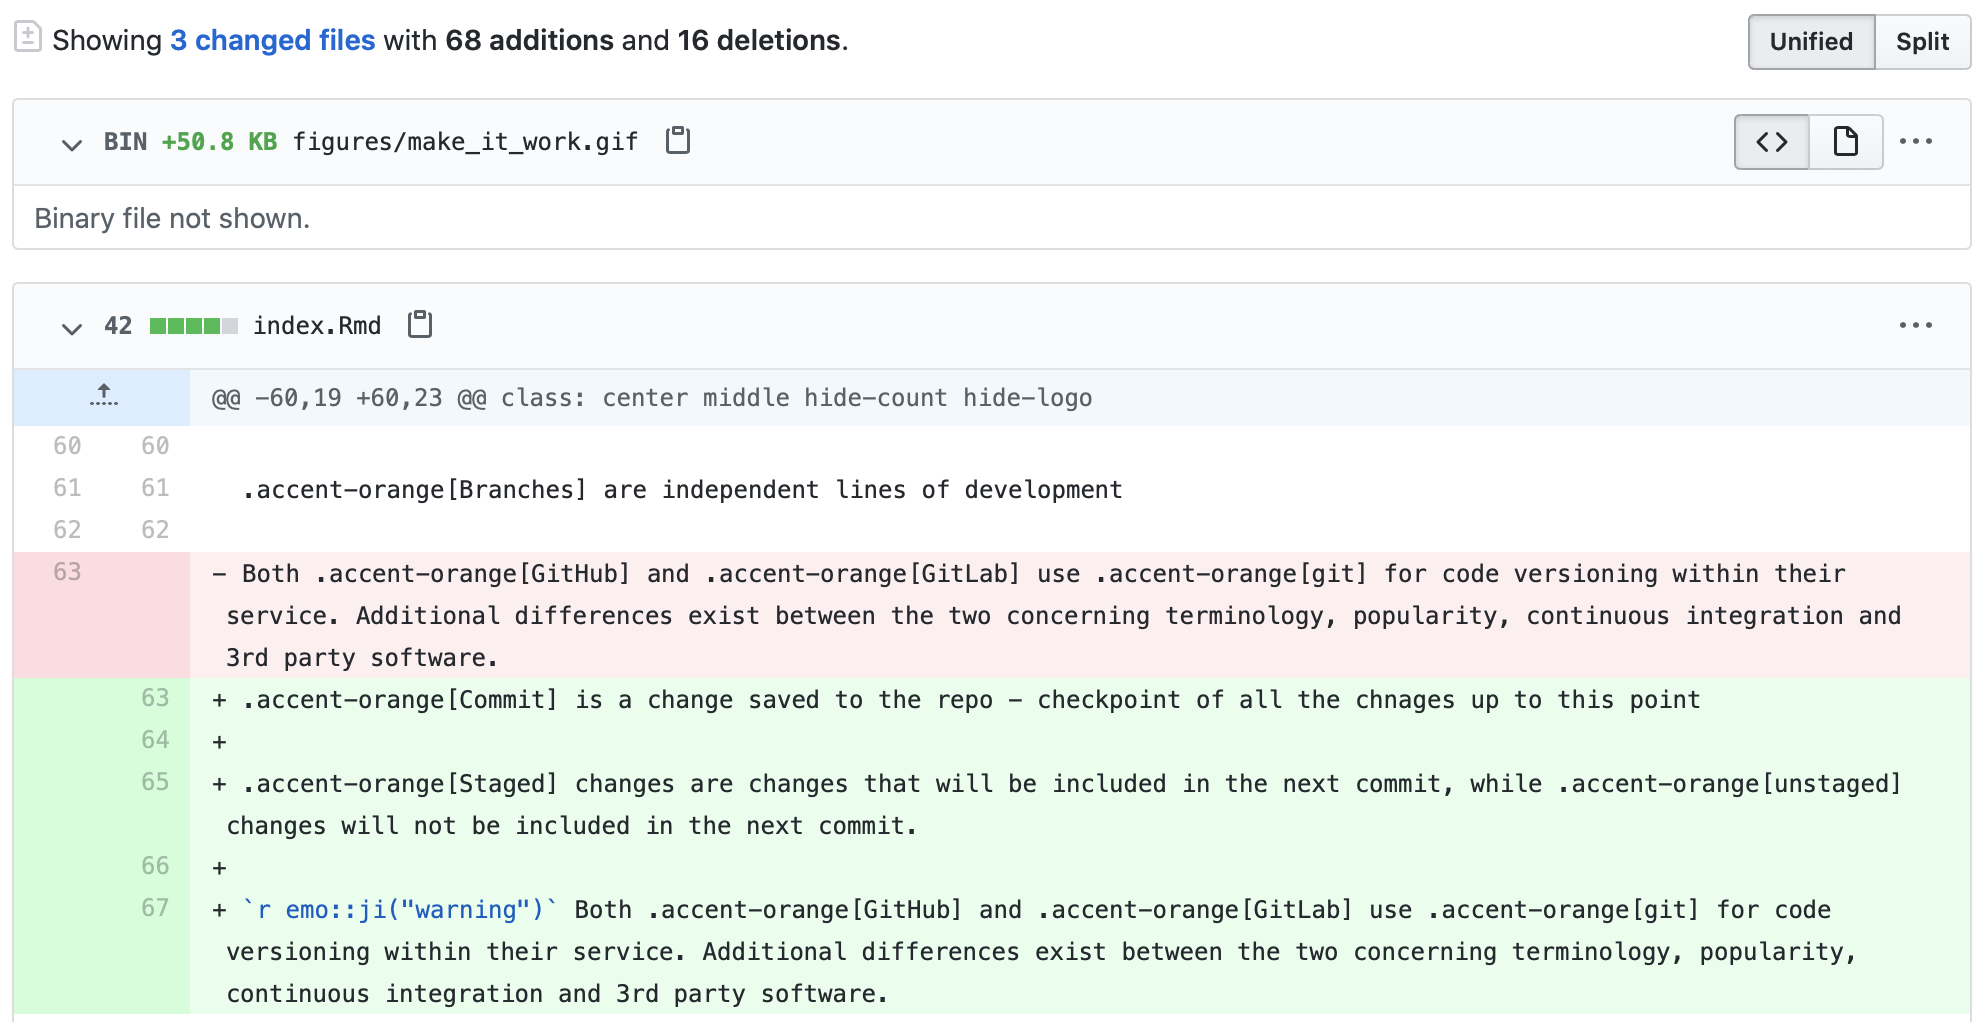 Showing 3 changed files with 68 additions and 16 deletions.
Unified Split
BIN +50.8 KB figures/make_it_work.gif
Binary file not shown.
42 index.Rmd
@@ -60,19 +60,23 @@ class: center middle hide-count hide-logo
60 60
61 61 .accent-orange[Branches] are independent lines of development
62 62
63 - Both .accent-orange[GitHub] and .accent-orange[GitLab] use .accent-orange[git] for code versioning within their
service. Additional differences exist between the two concerning terminology, popularity, continuous integration and
3rd party software.
63 + .accent-orange[Commit] is a change saved to the repo - checkpoint of all the chnages up to this point
64 +
65 + .accent-orange[Staged] changes are changes that will be included in the next commit, while .accent-orange[unstaged]
changes will not be included in the next commit.
66 +
67 + `r emo::ji("warning")` Both .accent-orange[GitHub] and .accent-orange[GitLab] use .accent-orange[git] for code
versioning within their service. Additional differences exist between the two concerning terminology, popularity,
continuous integration and 3rd party software.